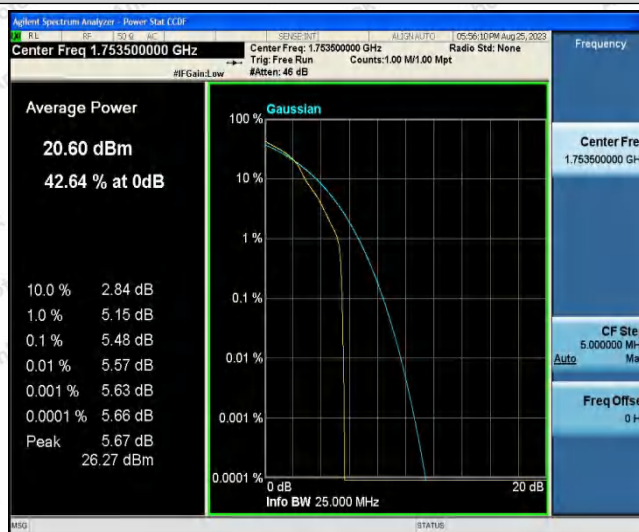 Agilent Spectrum Analyzer - Power Stat CCDF
RL RF 50 Ω AC SENSE:INT ALIGN AUTO 05:56:10 PM Aug 25, 2023
Center Freq 1.753500000 GHz
Center Freq: 1.753500000 GHz Radio Std: None
Trig: Free Run Counts:1.00 M/1.00 Mpt
#IFGain:Low #Atten: 46 dB
Average Power
20.60 dBm
42.64 % at 0dB
10.0 % 2.84 dB
1.0 % 5.15 dB
0.1 % 5.48 dB
0.01 % 5.57 dB
0.001 % 5.63 dB
0.0001 % 5.66 dB
Peak 5.67 dB
26.27 dBm
Gaussian
100 %
10 %
1 %
0.1 %
0.01 %
0.001 %
0.0001 %
0 dB 20 dB
Info BW 25.000 MHz
Frequency
Center Fre
1.753500000 GH
CF Ste
5.000000 MH
Auto Ma
Freq Offse
0 H
MSG STATUS